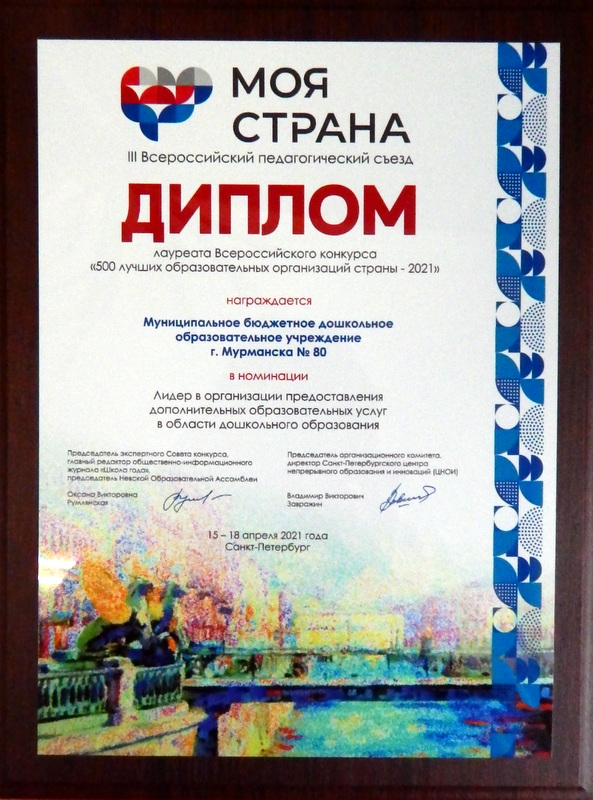 МОЯ
СТРАНА
III Всероссийский педагогический съезд
ДИПЛОМ
лауреата Всероссийского конкурса
«500 лучших образовательных организаций страны - 2021»
награждается
Муниципальное бюджетное дошкольное
образовательное учреждение
г. Мурманска № 80
в номинации
Лидер в организации предоставления
дополнительных образовательных услуг
в области дошкольного образования
Председатель экспертного Совета конкурса,
главный редактор общественно-информационного
журнала «Школа года»,
председатель Невской Образовательной Ассамблеи
Оксана Викторовна
Румлянская
Председатель организационного комитета,
директор Санкт-Петербургского центра
непрерывного образования и инноваций (ЦНОИ)
Владимир Викторович
Завражин
15 – 18 апреля 2021 года
Санкт-Петербург